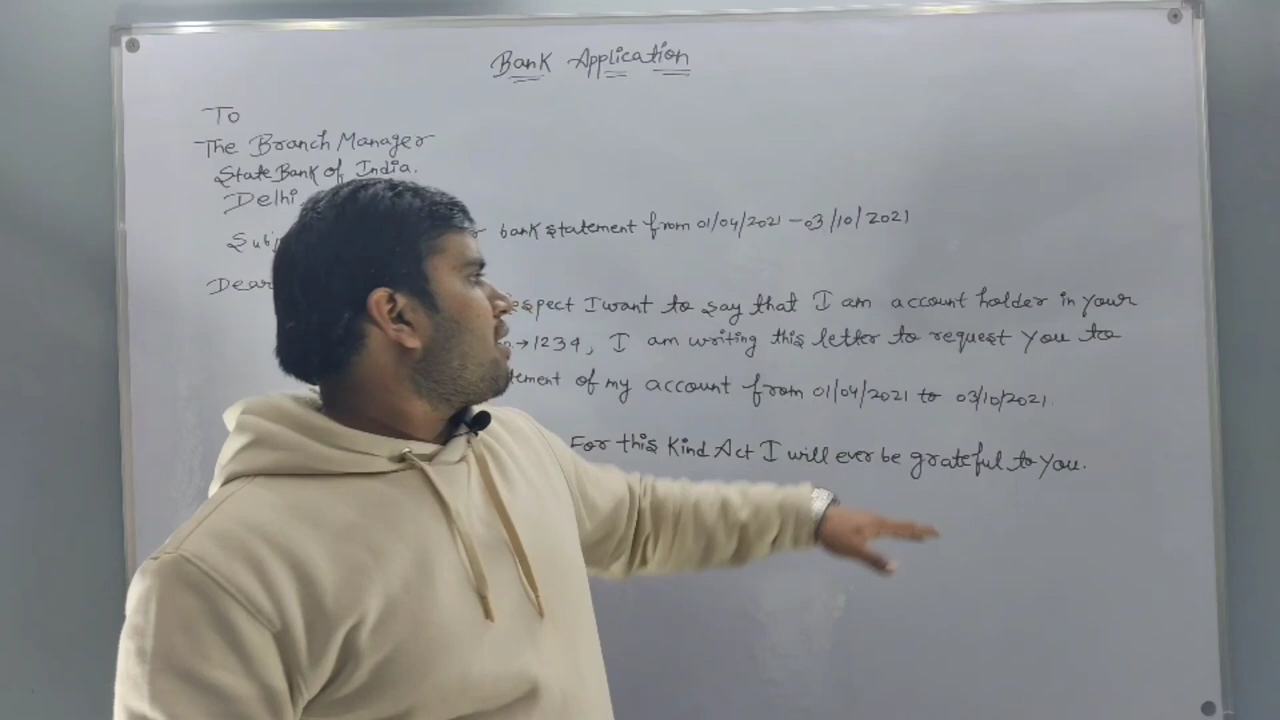 Bank Application
To
The Branch Manager
State Bank of India.
Delhi
bank statement from 01/04/2021 - 03/10/2021
Dear
I want to say that I am account holder in your
→ 1234, I am writing this letter to request you to
of my account from 01/04/2021 to 03/10/2021.
For this Kind Act I will ever be grateful to you.